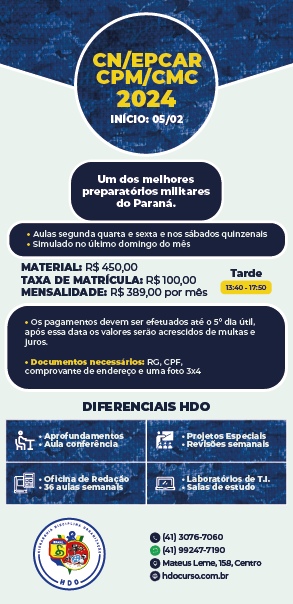 CN/EPCAR
CPM/CMC
2024
INÍCIO: 05/02
Um dos melhores
preparatórios militares
do Paraná.
• Aulas segunda quarta e sexta e nos sábados quinzenais
• Simulado no último domingo do mês
MATERIAL: R$ 450,00
TAXA DE MATRÍCULA: R$ 100,00
MENSALIDADE: R$ 389,00 por mês
Tarde
13:40 - 17:50
• Os pagamentos devem ser efetuados até o 5º dia útil,
após essa data os valores serão acrescidos de multas e
juros.
• Documentos necessários: RG, CPF,
comprovante de endereço e uma foto 3x4
DIFERENCIAIS HDO
• Aprofundamentos
• Aula conferência
• Projetos Especiais
• Revisões semanais
• Oficina de Redação
• 36 aulas semanais
• Laboratórios de T.I.
• Salas de estudo
HIERARQUIA DISCIPLINA ORGANIZAÇÃO
HDO
(41) 3076-7060
(41) 99247-7190
Mateus Leme, 158, Centro
hdocurso.com.br